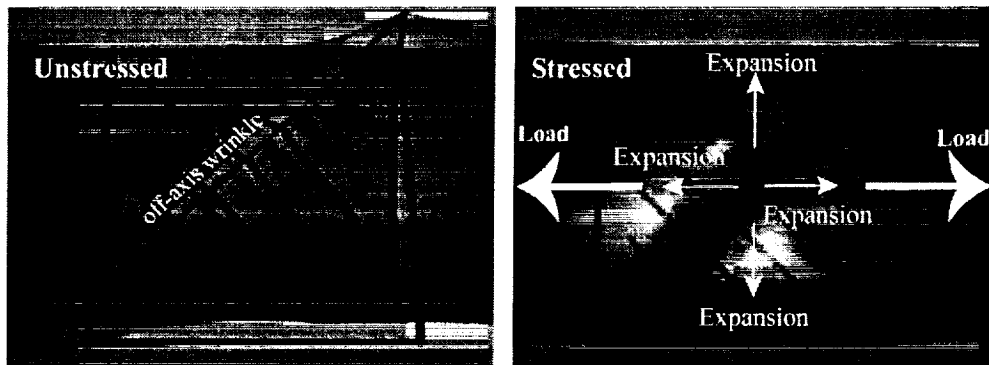 Unstressed
off-axis wrinkle
Stressed
Expansion
Load
Load
Expansion
Expansion
Expansion